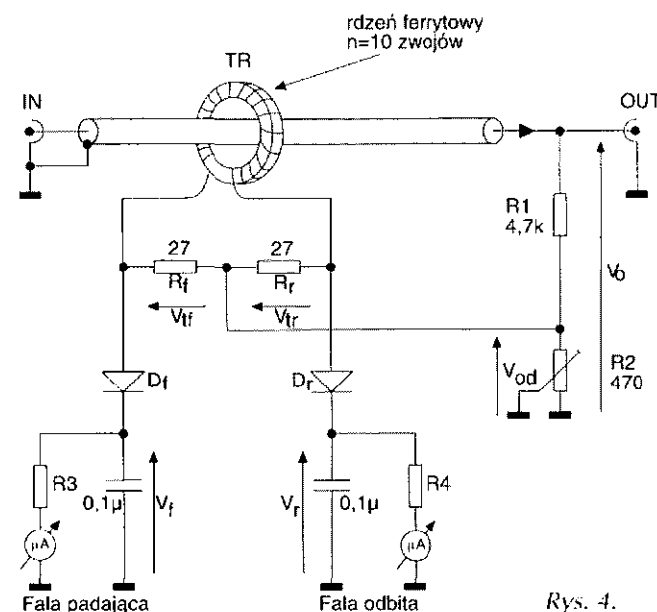 rdzeń ferrytowy
n=10 zwojów
TR
IN
OUT
R1
4,7k
27
27
Rf
Rr
Vo
Vtf
Vtr
Vod
R2
470
Df
Dr
R3
0,1µ
Vf
Vr
0,1µ
R4
µA
µA
Fala padająca
Fala odbita
Rys. 4.